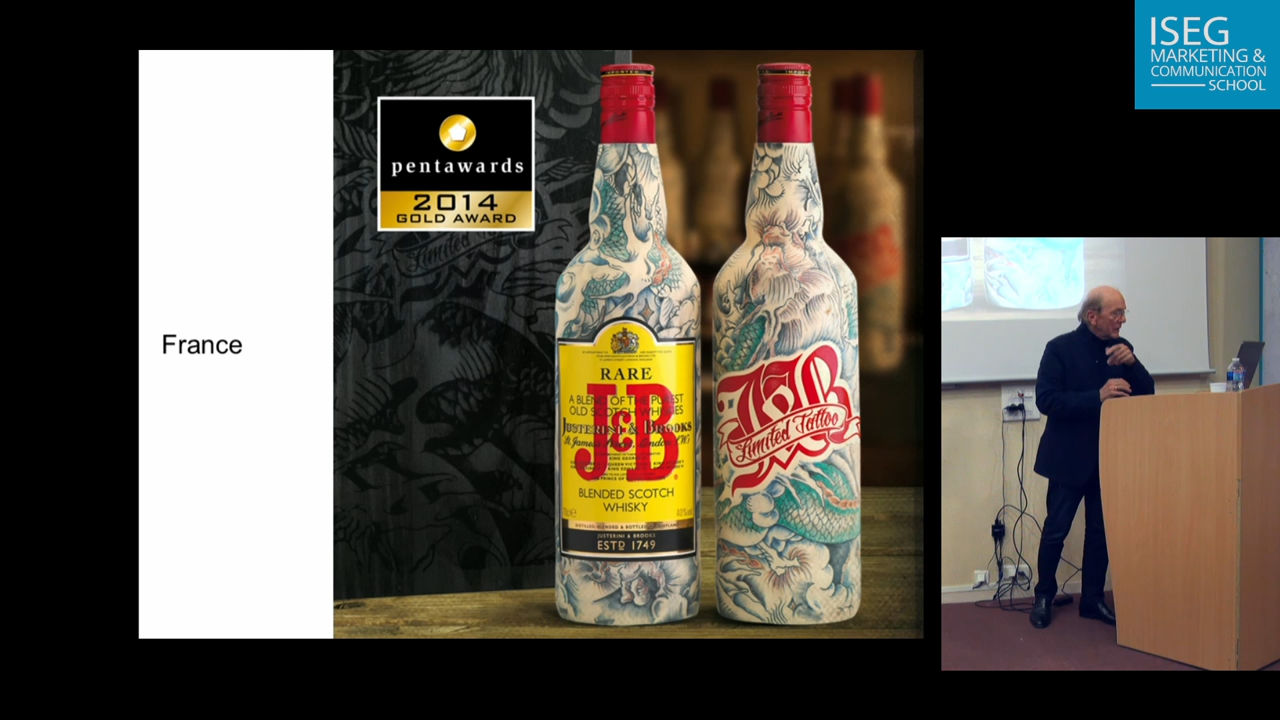 ISEG
MARKETING &
COMMUNICATION
SCHOOL
France
pentawards
2014
GOLD AWARD
Limited
RARE
A BLEND OF THE PUREST
OLD SCOTCH WHISKIES
JUSTERINI & BROOKS
J&B
BLENDED SCOTCH
WHISKY
JUSTERINI & BROOKS
ESTD 1749
J&B
Limited Tattoo